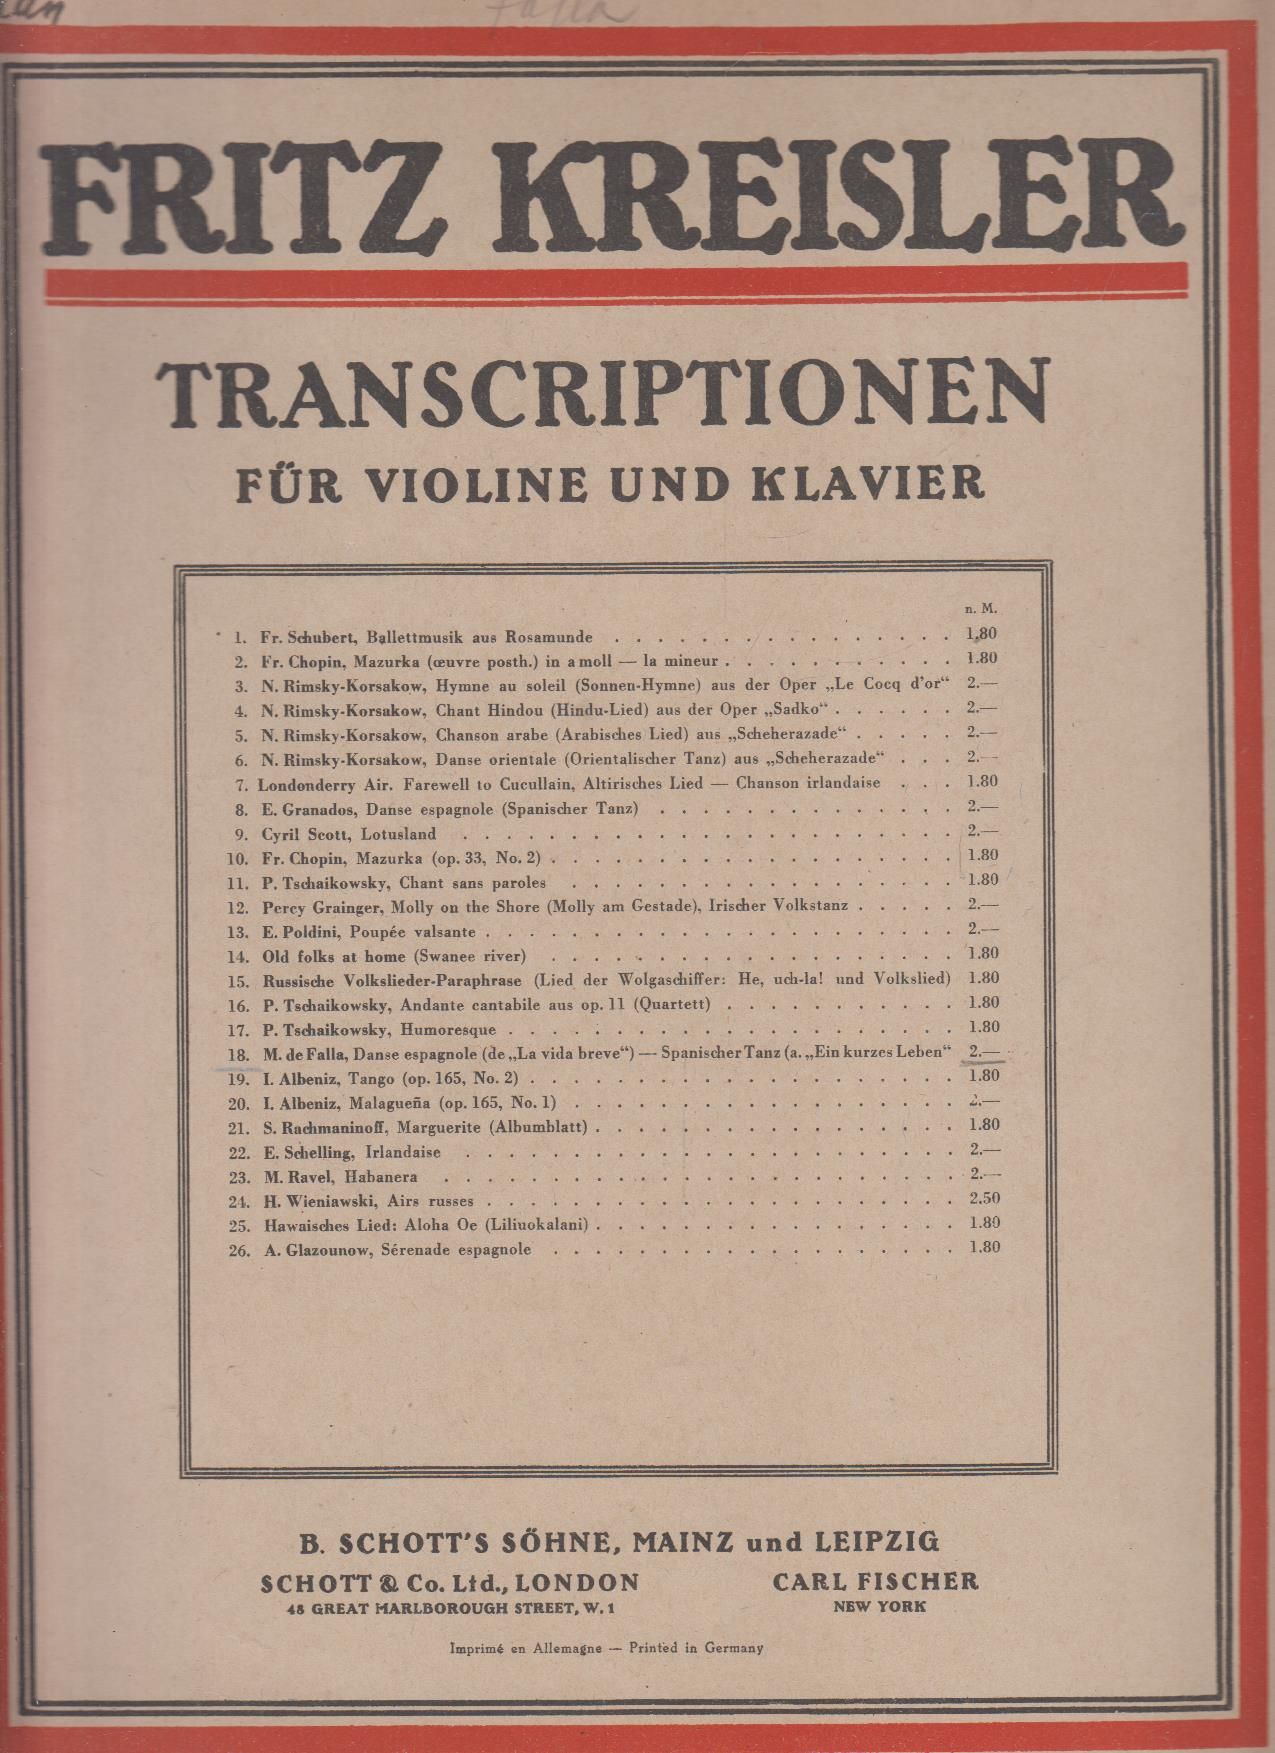 Falla
FRITZ KREISLER
TRANSCRIPTIONEN
FÜR VIOLINE UND KLAVIER
n. M.
1. Fr. Schubert, Ballettmusik aus Rosamunde . . . . . . . . . . . . . . . . 1.80
2. Fr. Chopin, Mazurka (œuvre posth.) in a moll — la mineur . . . . . . . . . . . 1.80
3. N. Rimsky-Korsakow, Hymne au soleil (Sonnen-Hymne) aus der Oper „Le Cocq d'or“ 2.—
4. N. Rimsky-Korsakow, Chant Hindou (Hindu-Lied) aus der Oper „Sadko“ . . . . . . 2.—
5. N. Rimsky-Korsakow, Chanson arabe (Arabisches Lied) aus „Scheherazade“ . . . . . 2.—
6. N. Rimsky-Korsakow, Danse orientale (Orientalischer Tanz) aus „Scheherazade“ . . . 2.—
7. Londonderry Air. Farewell to Cucullain, Altirisches Lied — Chanson irlandaise . . . 1.80
8. E. Granados, Danse espagnole (Spanischer Tanz) . . . . . . . . . . . . . . 2.—
9. Cyril Scott, Lotusland . . . . . . . . . . . . . . . . . . . . . . . 2.—
10. Fr. Chopin, Mazurka (op. 33, No. 2) . . . . . . . . . . . . . . . . . . . 1.80
11. P. Tschaikowsky, Chant sans paroles . . . . . . . . . . . . . . . . . . 1.80
12. Percy Grainger, Molly on the Shore (Molly am Gestade), Irischer Volkstanz . . . . . 2.—
13. E. Poldini, Poupée valsante . . . . . . . . . . . . . . . . . . . . . . 2.—
14. Old folks at home (Swanee river) . . . . . . . . . . . . . . . . . . . 1.80
15. Russische Volkslieder-Paraphrase (Lied der Wolgaschiffer: He, uch-la! und Volkslied) 1.80
16. P. Tschaikowsky, Andante cantabile aus op. 11 (Quartett) . . . . . . . . . . . 1.80
17. P. Tschaikowsky, Humoresque . . . . . . . . . . . . . . . . . . . . . 1.80
18. M. de Falla, Danse espagnole (de „La vida breve“) — Spanischer Tanz (a. „Ein kurzes Leben“ 2.—
19. I. Albeniz, Tango (op. 165, No. 2) . . . . . . . . . . . . . . . . . . . . 1.80
20. I. Albeniz, Malagueña (op. 165, No. 1) . . . . . . . . . . . . . . . . . . 2.—
21. S. Rachmaninoff, Marguerite (Albumblatt) . . . . . . . . . . . . . . . . . 1.80
22. E. Schelling, Irlandaise . . . . . . . . . . . . . . . . . . . . . . . 2.—
23. M. Ravel, Habanera . . . . . . . . . . . . . . . . . . . . . . . . 2.—
24. H. Wieniawski, Airs russes . . . . . . . . . . . . . . . . . . . . . . 2.50
25. Hawaisches Lied: Aloha Oe (Liliuokalani) . . . . . . . . . . . . . . . . . 1.80
26. A. Glazounow, Sérenade espagnole . . . . . . . . . . . . . . . . . . . 1.80
B. SCHOTT'S SÖHNE, MAINZ und LEIPZIG
SCHOTT & Co. Ltd., LONDON
48 GREAT MARLBOROUGH STREET, W. 1
CARL FISCHER
NEW YORK
Imprimé en Allemagne — Printed in Germany